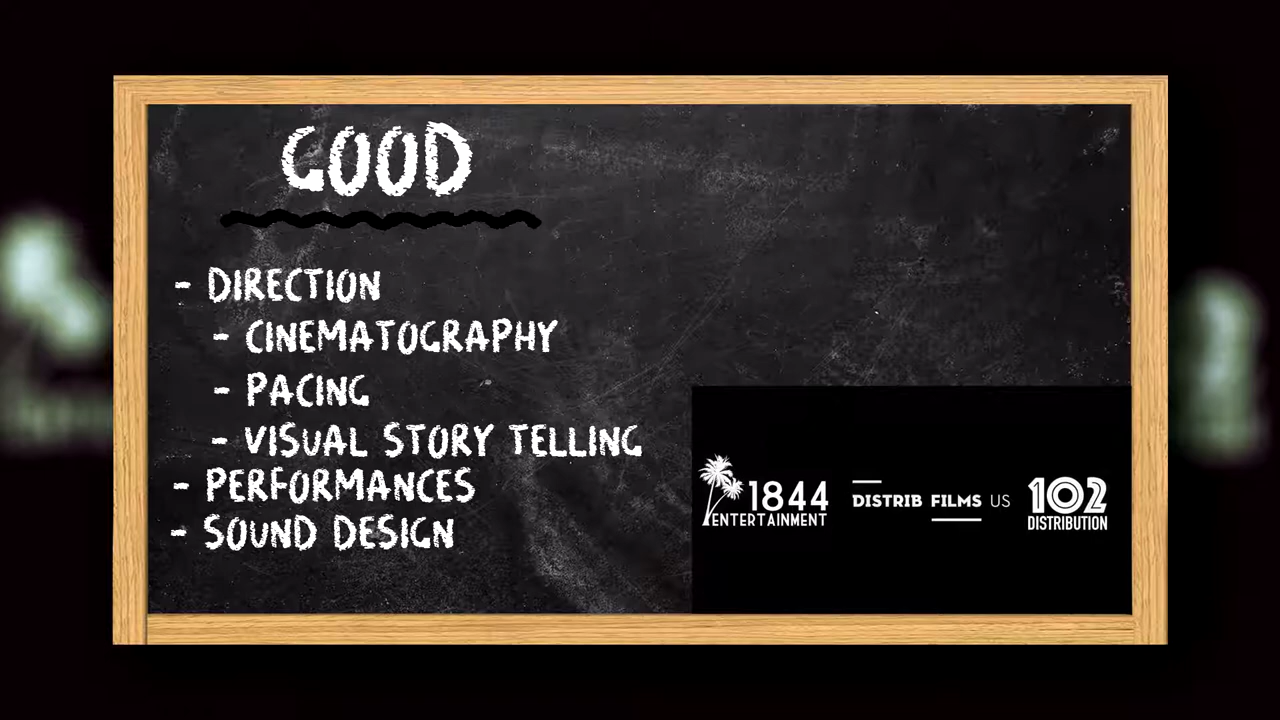 GOOD
- DIRECTION
- CINEMATOGRAPHY
- PACING
- VISUAL STORY TELLING
- PERFORMANCES
- SOUND DESIGN
1844
ENTERTAINMENT
DISTRIB FILMS US
102
DISTRIBUTION